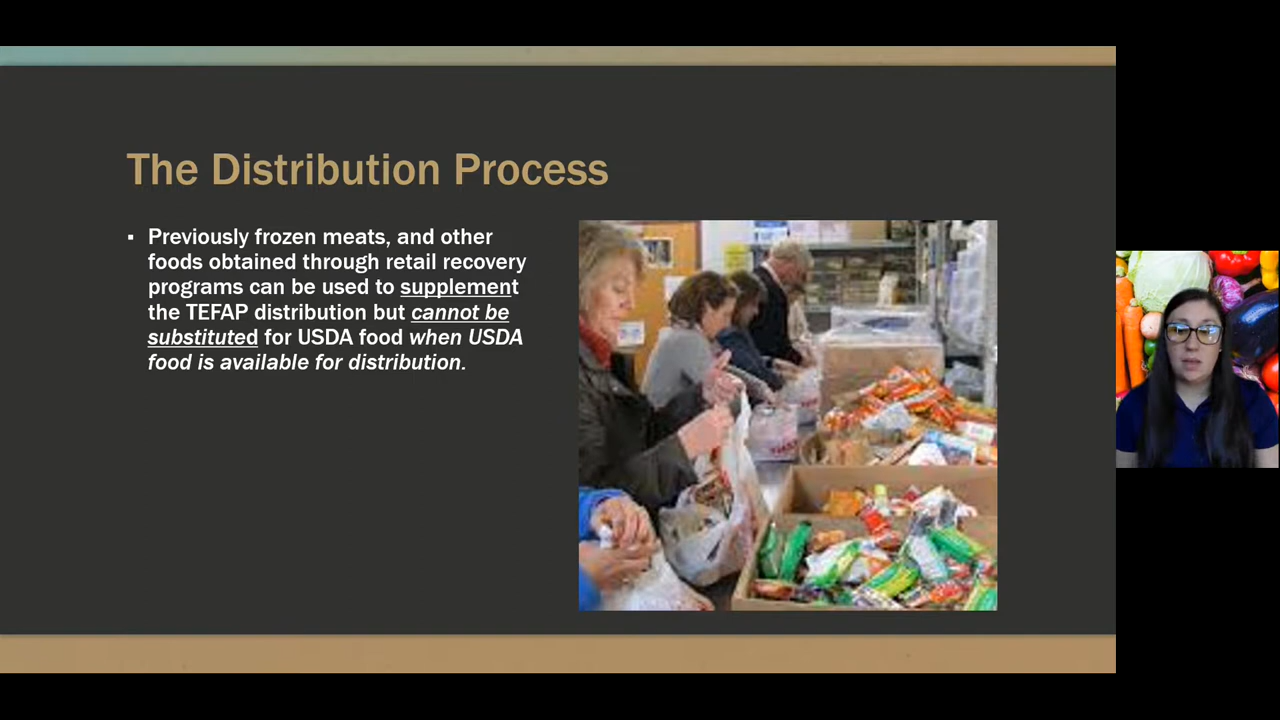 The Distribution Process
▪ Previously frozen meats, and other
foods obtained through retail recovery
programs can be used to supplement
the TEFAP distribution but cannot be
substituted for USDA food when USDA
food is available for distribution.